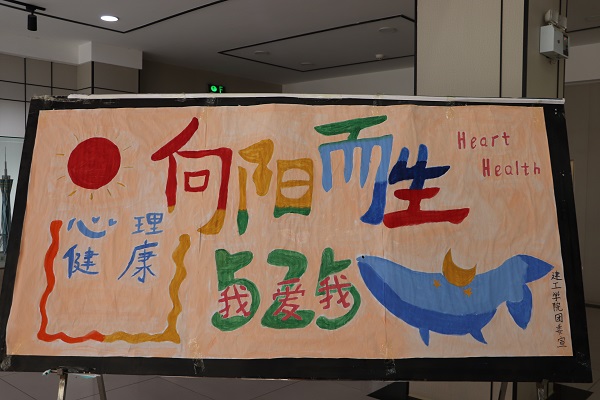 向阳而生
Heart
Health
心理
健康
525
我爱我
建工学院团委宣